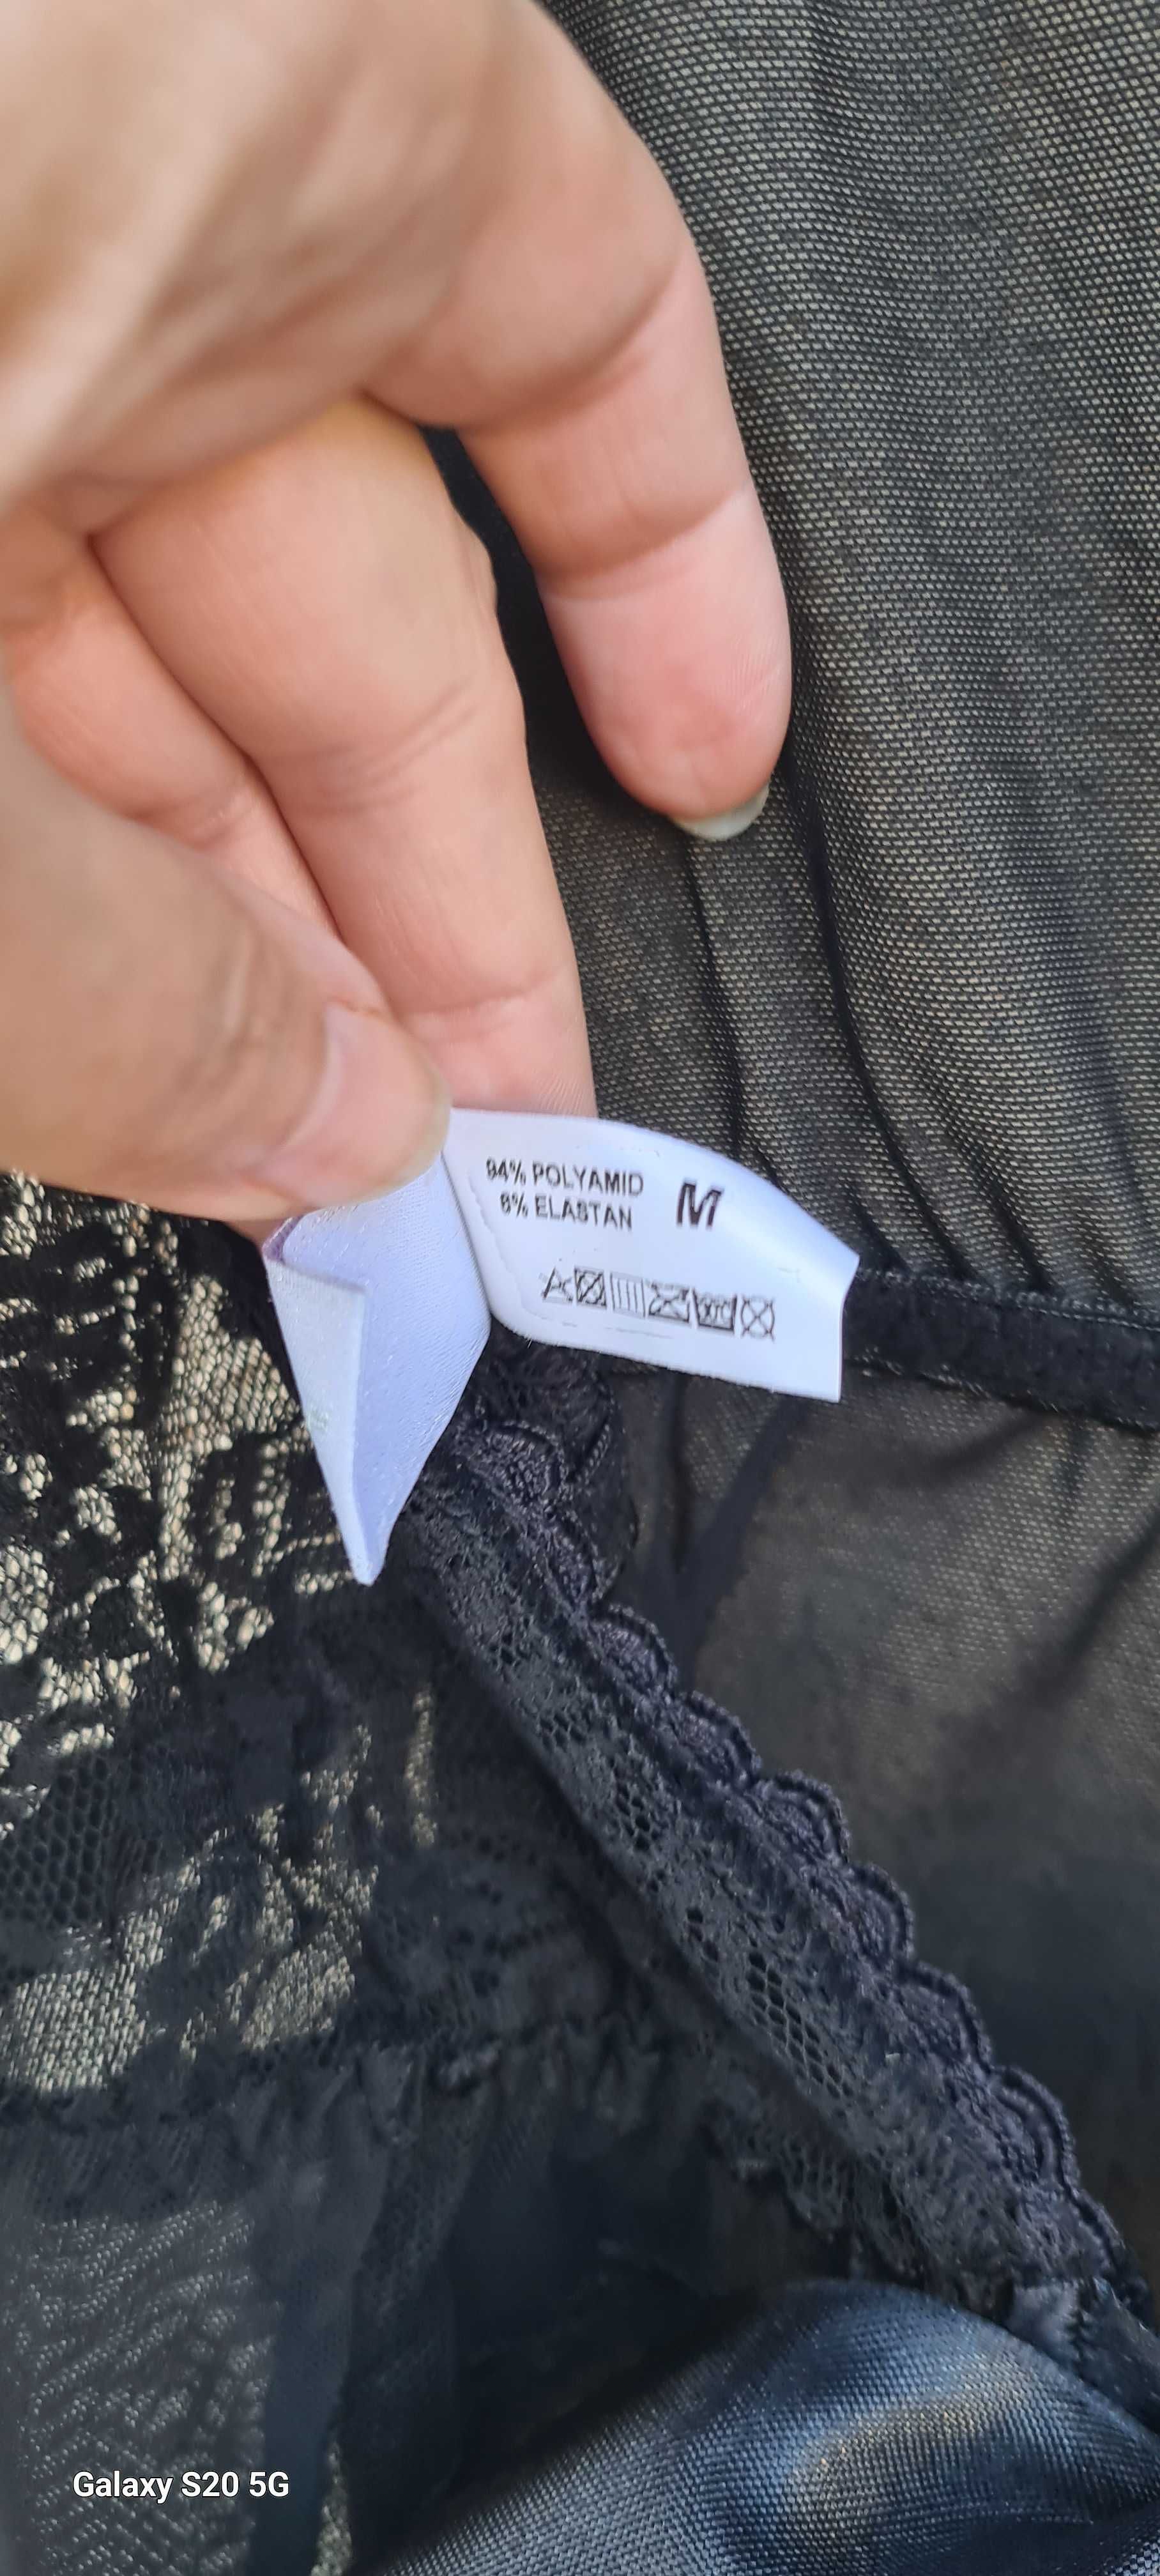 94% POLYAMID
6% ELASTAN
M
Galaxy S20 5G